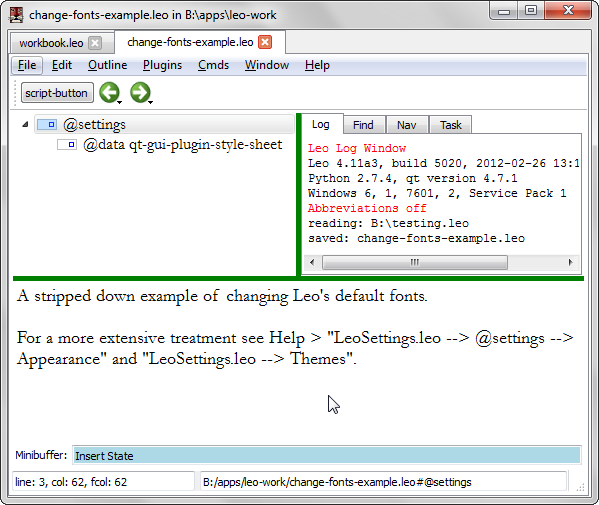 change-fonts-example.leo in B:\apps\leo-work
workbook.leo change-fonts-example.leo
File Edit Outline Plugins Cmds Window Help
script-button
@settings
@data qt-gui-plugin-style-sheet
Log Find Nav Task
Leo Log Window
Leo 4.11a3, build 5020, 2012-02-26 13:1
Python 2.7.4, qt version 4.7.1
Windows 6, 1, 7601, 2, Service Pack 1
Abbreviations off
reading: B:\testing.leo
saved: change-fonts-example.leo
A stripped down example of changing Leo's default fonts.
For a more extensive treatment see Help > "LeoSettings.leo --> @settings -->
Appearance" and "LeoSettings.leo --> Themes".
Minibuffer: Insert State
line: 3, col: 62, fcol: 62 B:/apps/leo-work/change-fonts-example.leo#@settings